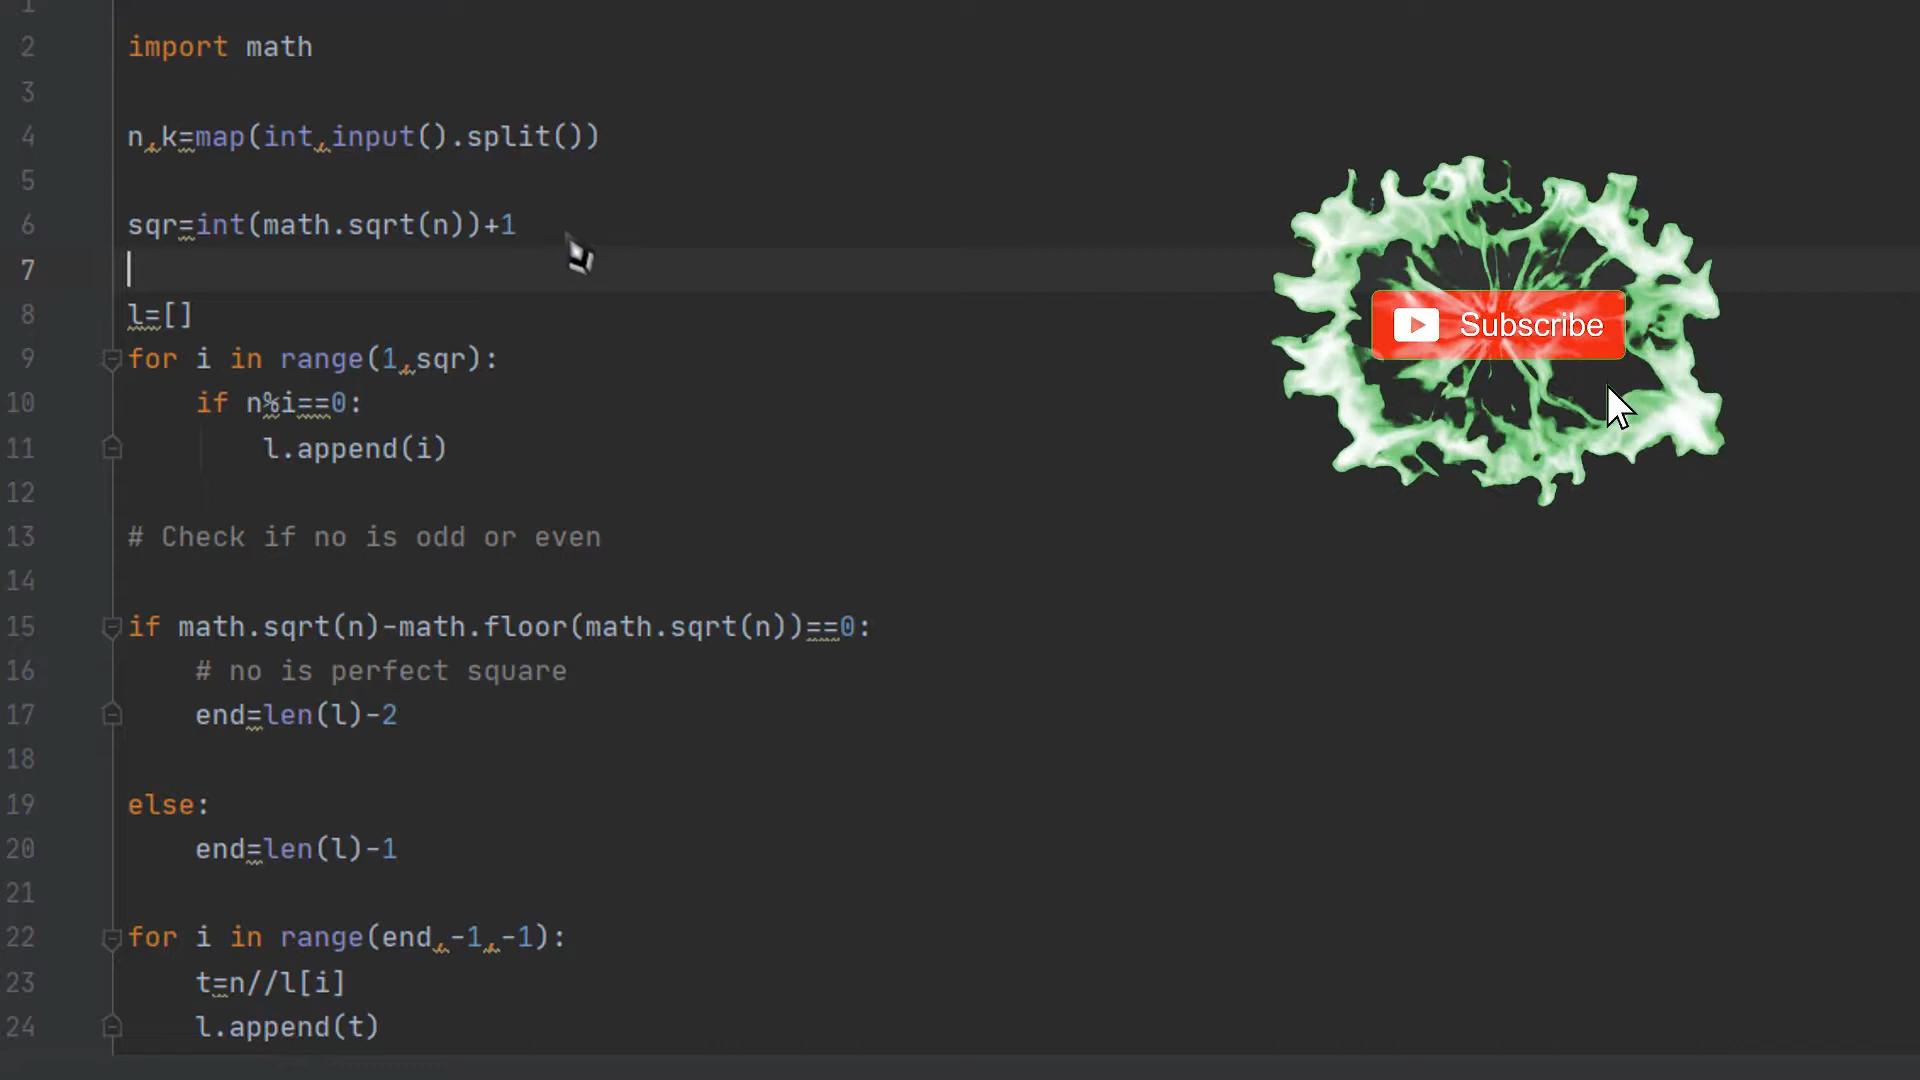 1
2 import math
3
4 n,k=map(int,input().split())
5
6 sqr=int(math.sqrt(n))+1
7
8 l=[]
9 for i in range(1,sqr):
10 if n%i==0:
11 l.append(i)
12
13 # Check if no is odd or even
14
15 if math.sqrt(n)-math.floor(math.sqrt(n))==0:
16 # no is perfect square
17 end=len(l)-2
18
19 else:
20 end=len(l)-1
21
22 for i in range(end,-1,-1):
23 t=n//l[i]
24 l.append(t)
Subscribe